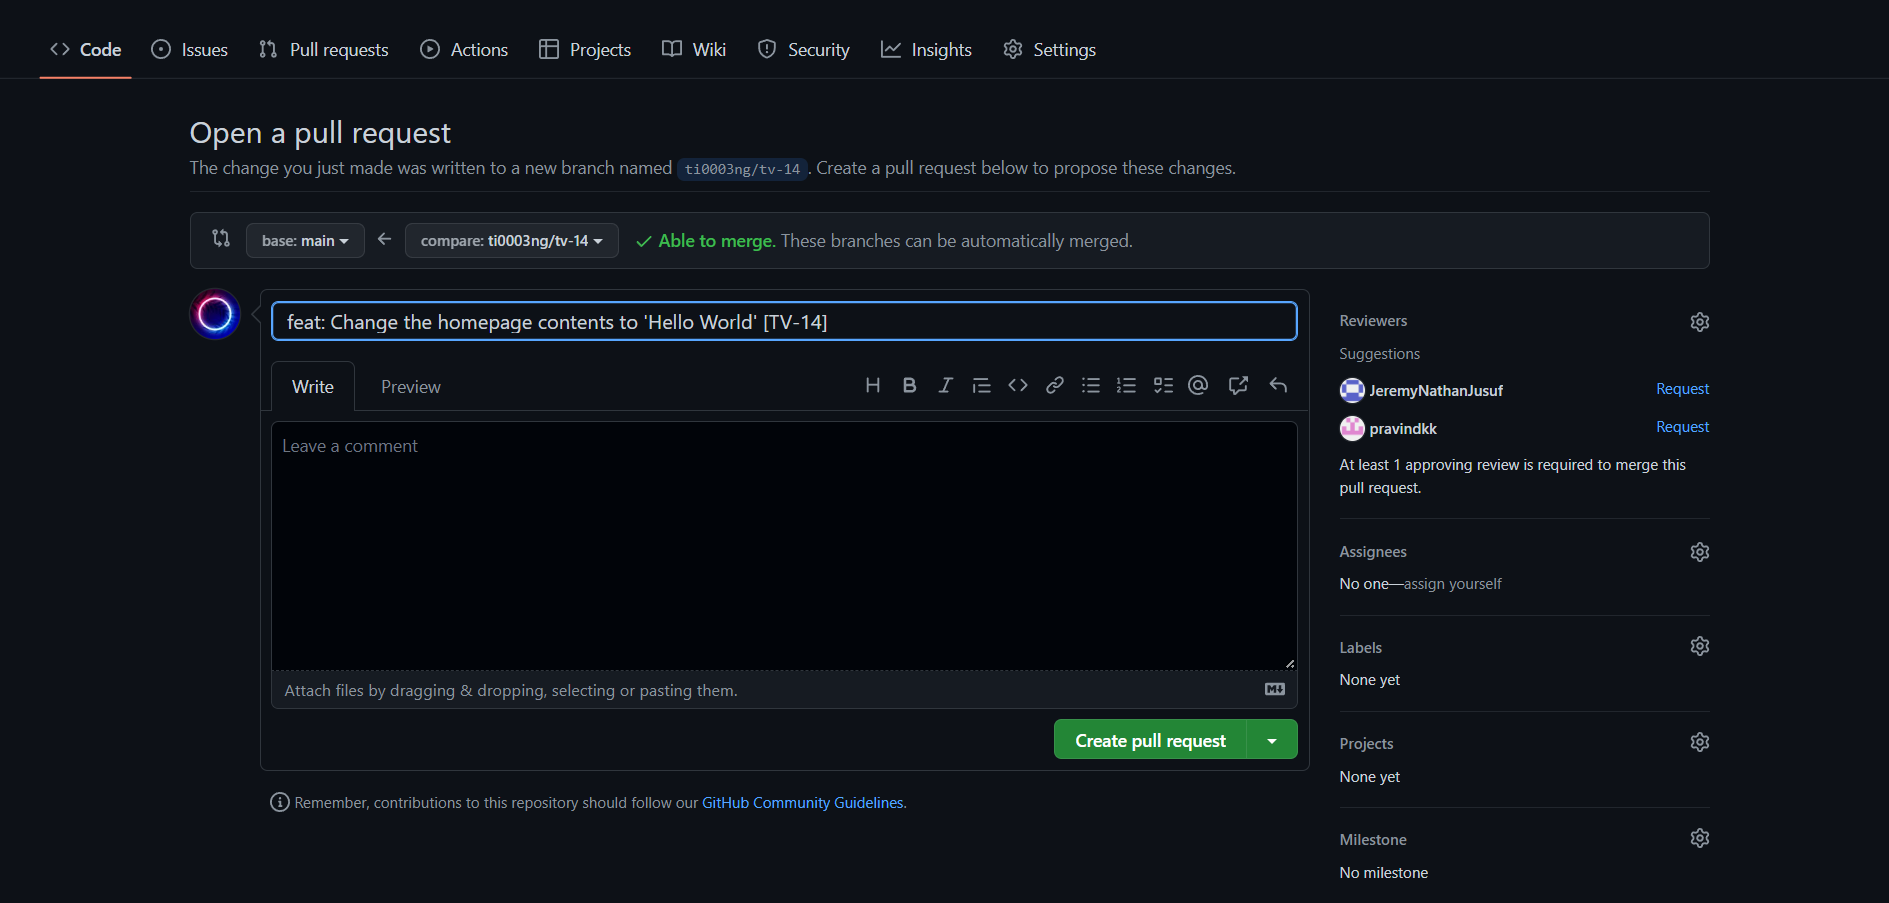 Code Issues Pull requests Actions Projects Wiki Security Insights Settings
Open a pull request
The change you just made was written to a new branch named ti0003ng/tv-14. Create a pull request below to propose these changes.
base: main compare: ti0003ng/tv-14 Able to merge. These branches can be automatically merged.
feat: Change the homepage contents to 'Hello World' [TV-14]
Write Preview
Leave a comment
Attach files by dragging & dropping, selecting or pasting them.
Create pull request
Remember, contributions to this repository should follow our GitHub Community Guidelines.
Reviewers
Suggestions
JeremyNathanJusuf Request
pravindkk Request
At least 1 approving review is required to merge this
pull request.
Assignees
No one—assign yourself
Labels
None yet
Projects
None yet
Milestone
No milestone